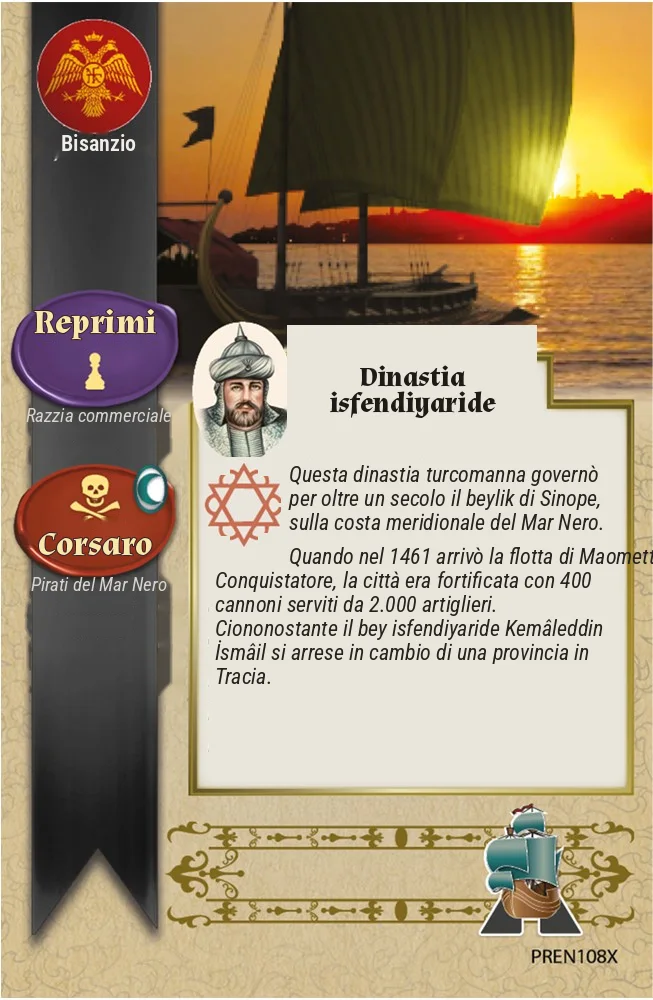 Bisanzio
Reprimi
Razzia commerciale
Corsaro
Pirati del Mar Nero
Dinastia
isfendiyaride
Questa dinastia turcomanna governò
per oltre un secolo il beylik di Sinope,
sulla costa meridionale del Mar Nero.
Quando nel 1461 arrivò la flotta di Maomett
Conquistatore, la città era fortificata con 400
cannoni serviti da 2.000 artiglieri.
Ciononostante il bey isfendiyaride Kemâleddin
İsmâil si arrese in cambio di una provincia in
Tracia.
PREN108X